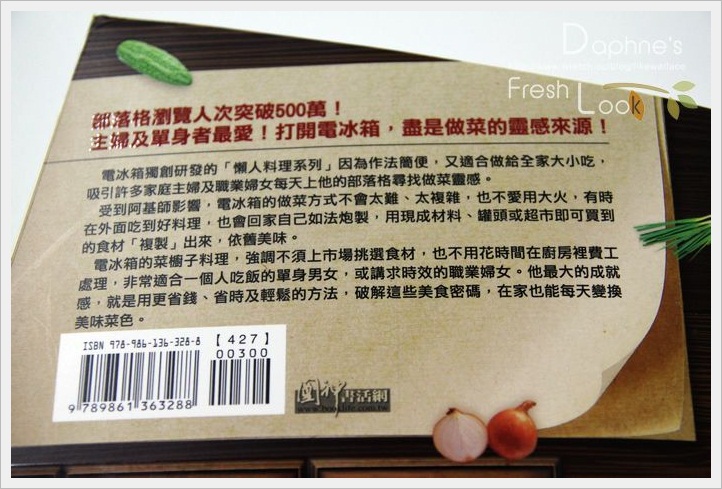 Daphne's
Fresh Look
部落格瀏覽人次突破500萬！
主婦及單身者最愛！打開電冰箱，盡是做菜的靈感來源！
電冰箱獨創研發的「懶人料理系列」因為作法簡便，又適合做給全家大小吃，
吸引許多家庭主婦及職業婦女每天上他的部落格尋找做菜靈感。
受到阿基師影響，電冰箱的做菜方式不會太難、太複雜，也不愛用大火，有時
在外面吃到好料理，也會回家自己如法炮製，用現成材料、罐頭或超市即可買到
的食材「複製」出來，依舊美味。
電冰箱的菜櫥子料理，強調不須上市場挑選食材，也不用花時間在廚房裡費工
處理，非常適合一個人吃飯的單身男女，或講求時效的職業婦女。他最大的成就
感，就是用更省錢、省時及輕鬆的方法，破解這些美食密碼，在家也能每天變換
美味菜色。
ISBN 978-986-136-328-8
【427】
00300
9 789861 363288
圓神書活網
www.booklife.com.tw